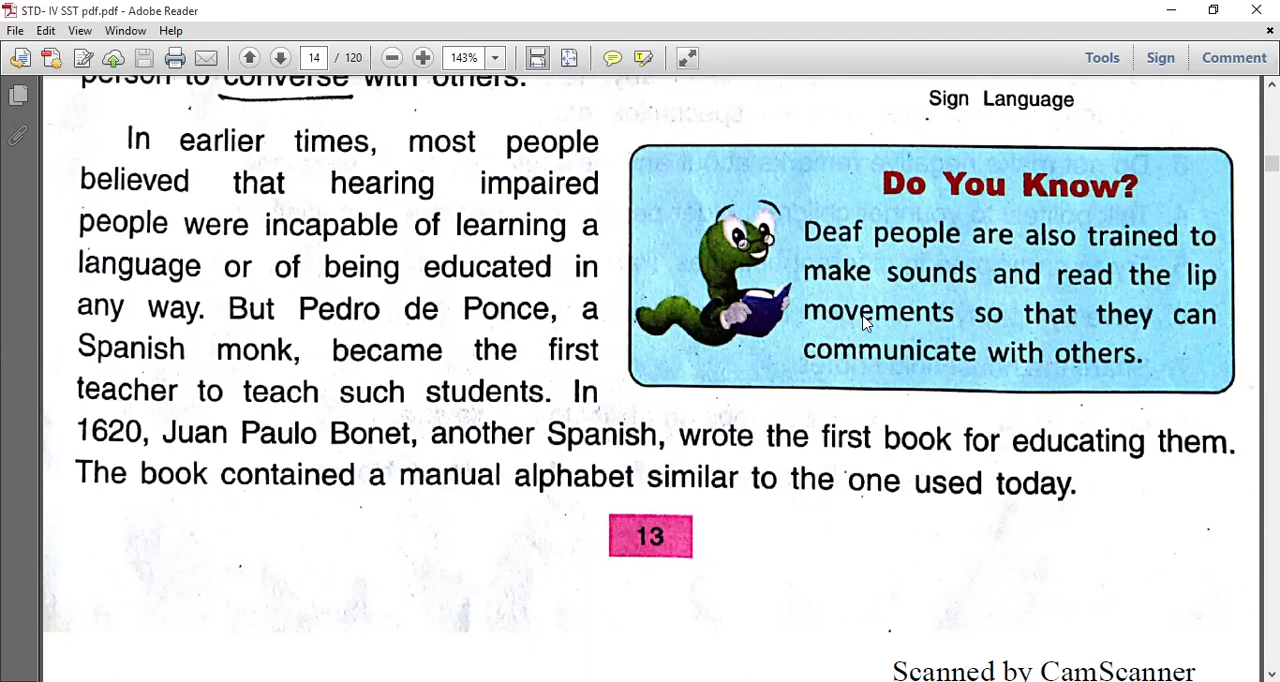 STD- IV SST pdf.pdf - Adobe Reader
File Edit View Window Help
14 / 120 143% Tools Sign Comment
person to converse with others.
Sign Language
In earlier times, most people
believed that hearing impaired
people were incapable of learning a
language or of being educated in
any way. But Pedro de Ponce, a
Spanish monk, became the first
teacher to teach such students. In
1620, Juan Paulo Bonet, another Spanish, wrote the first book for educating them.
The book contained a manual alphabet similar to the one used today.
Do You Know?
Deaf people are also trained to
make sounds and read the lip
movements so that they can
communicate with others.
13
Scanned by CamScanner